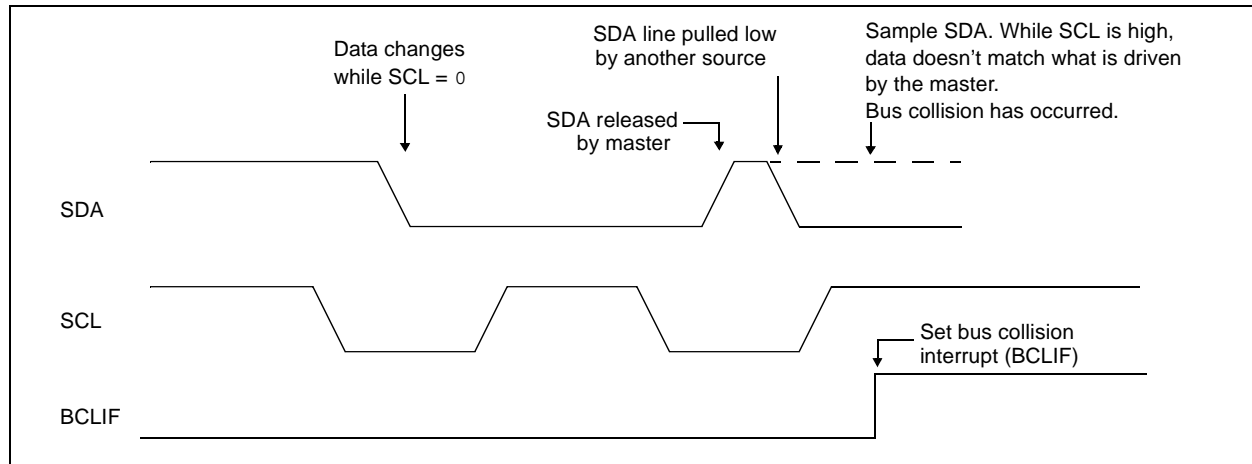 Data changes
while SCL = 0
SDA line pulled low
by another source
Sample SDA. While SCL is high,
data doesn't match what is driven
by the master.
Bus collision has occurred.
SDA released
by master
SDA
SCL
Set bus collision
interrupt (BCLIF)
BCLIF